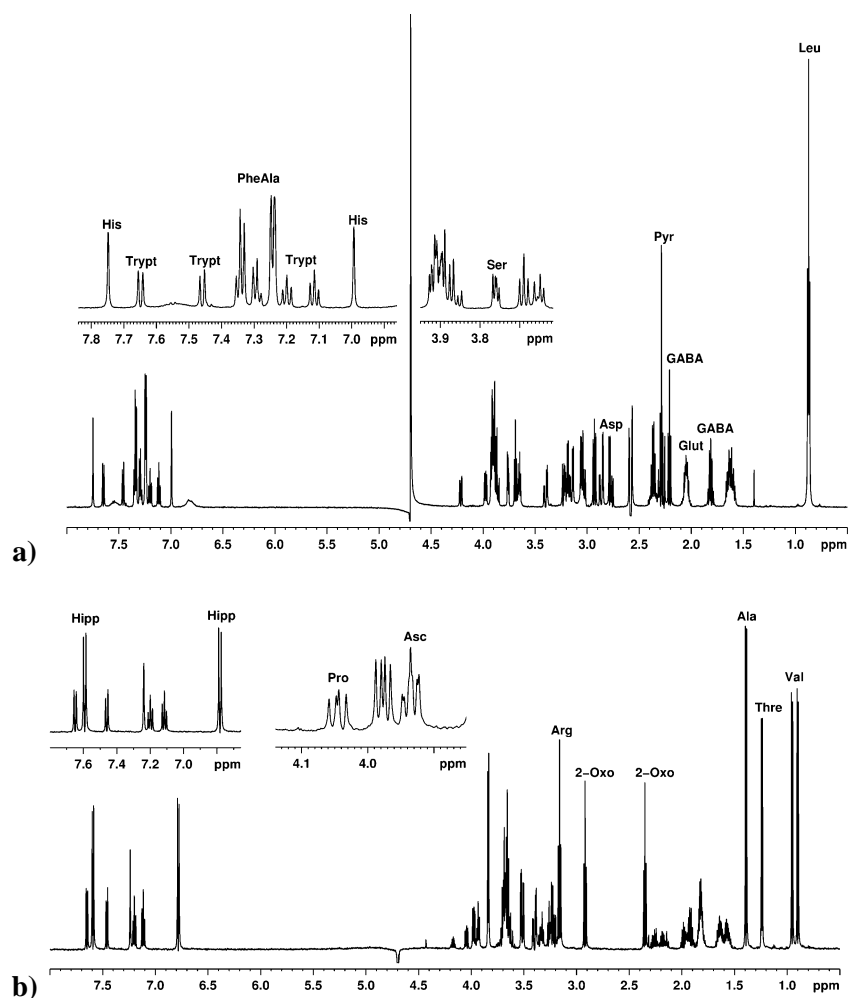 Leu
PheAla
His
His
Trypt
Trypt
Trypt
Ser
Pyr
7.8 7.7 7.6 7.5 7.4 7.3 7.2 7.1 7.0 ppm
3.9 3.8 ppm
GABA
GABA
Asp
Glut
7.5 7.0 6.5 6.0 5.5 5.0 4.5 4.0 3.5 3.0 2.5 2.0 1.5 1.0 ppm
a)
Hipp
Hipp
Asc
Ala
Pro
Val
Thre
Arg
7.6 7.4 7.2 7.0 ppm
4.1 4.0 ppm
2-Oxo 2-Oxo
7.5 7.0 6.5 6.0 5.5 5.0 4.5 4.0 3.5 3.0 2.5 2.0 1.5 1.0 ppm
b)